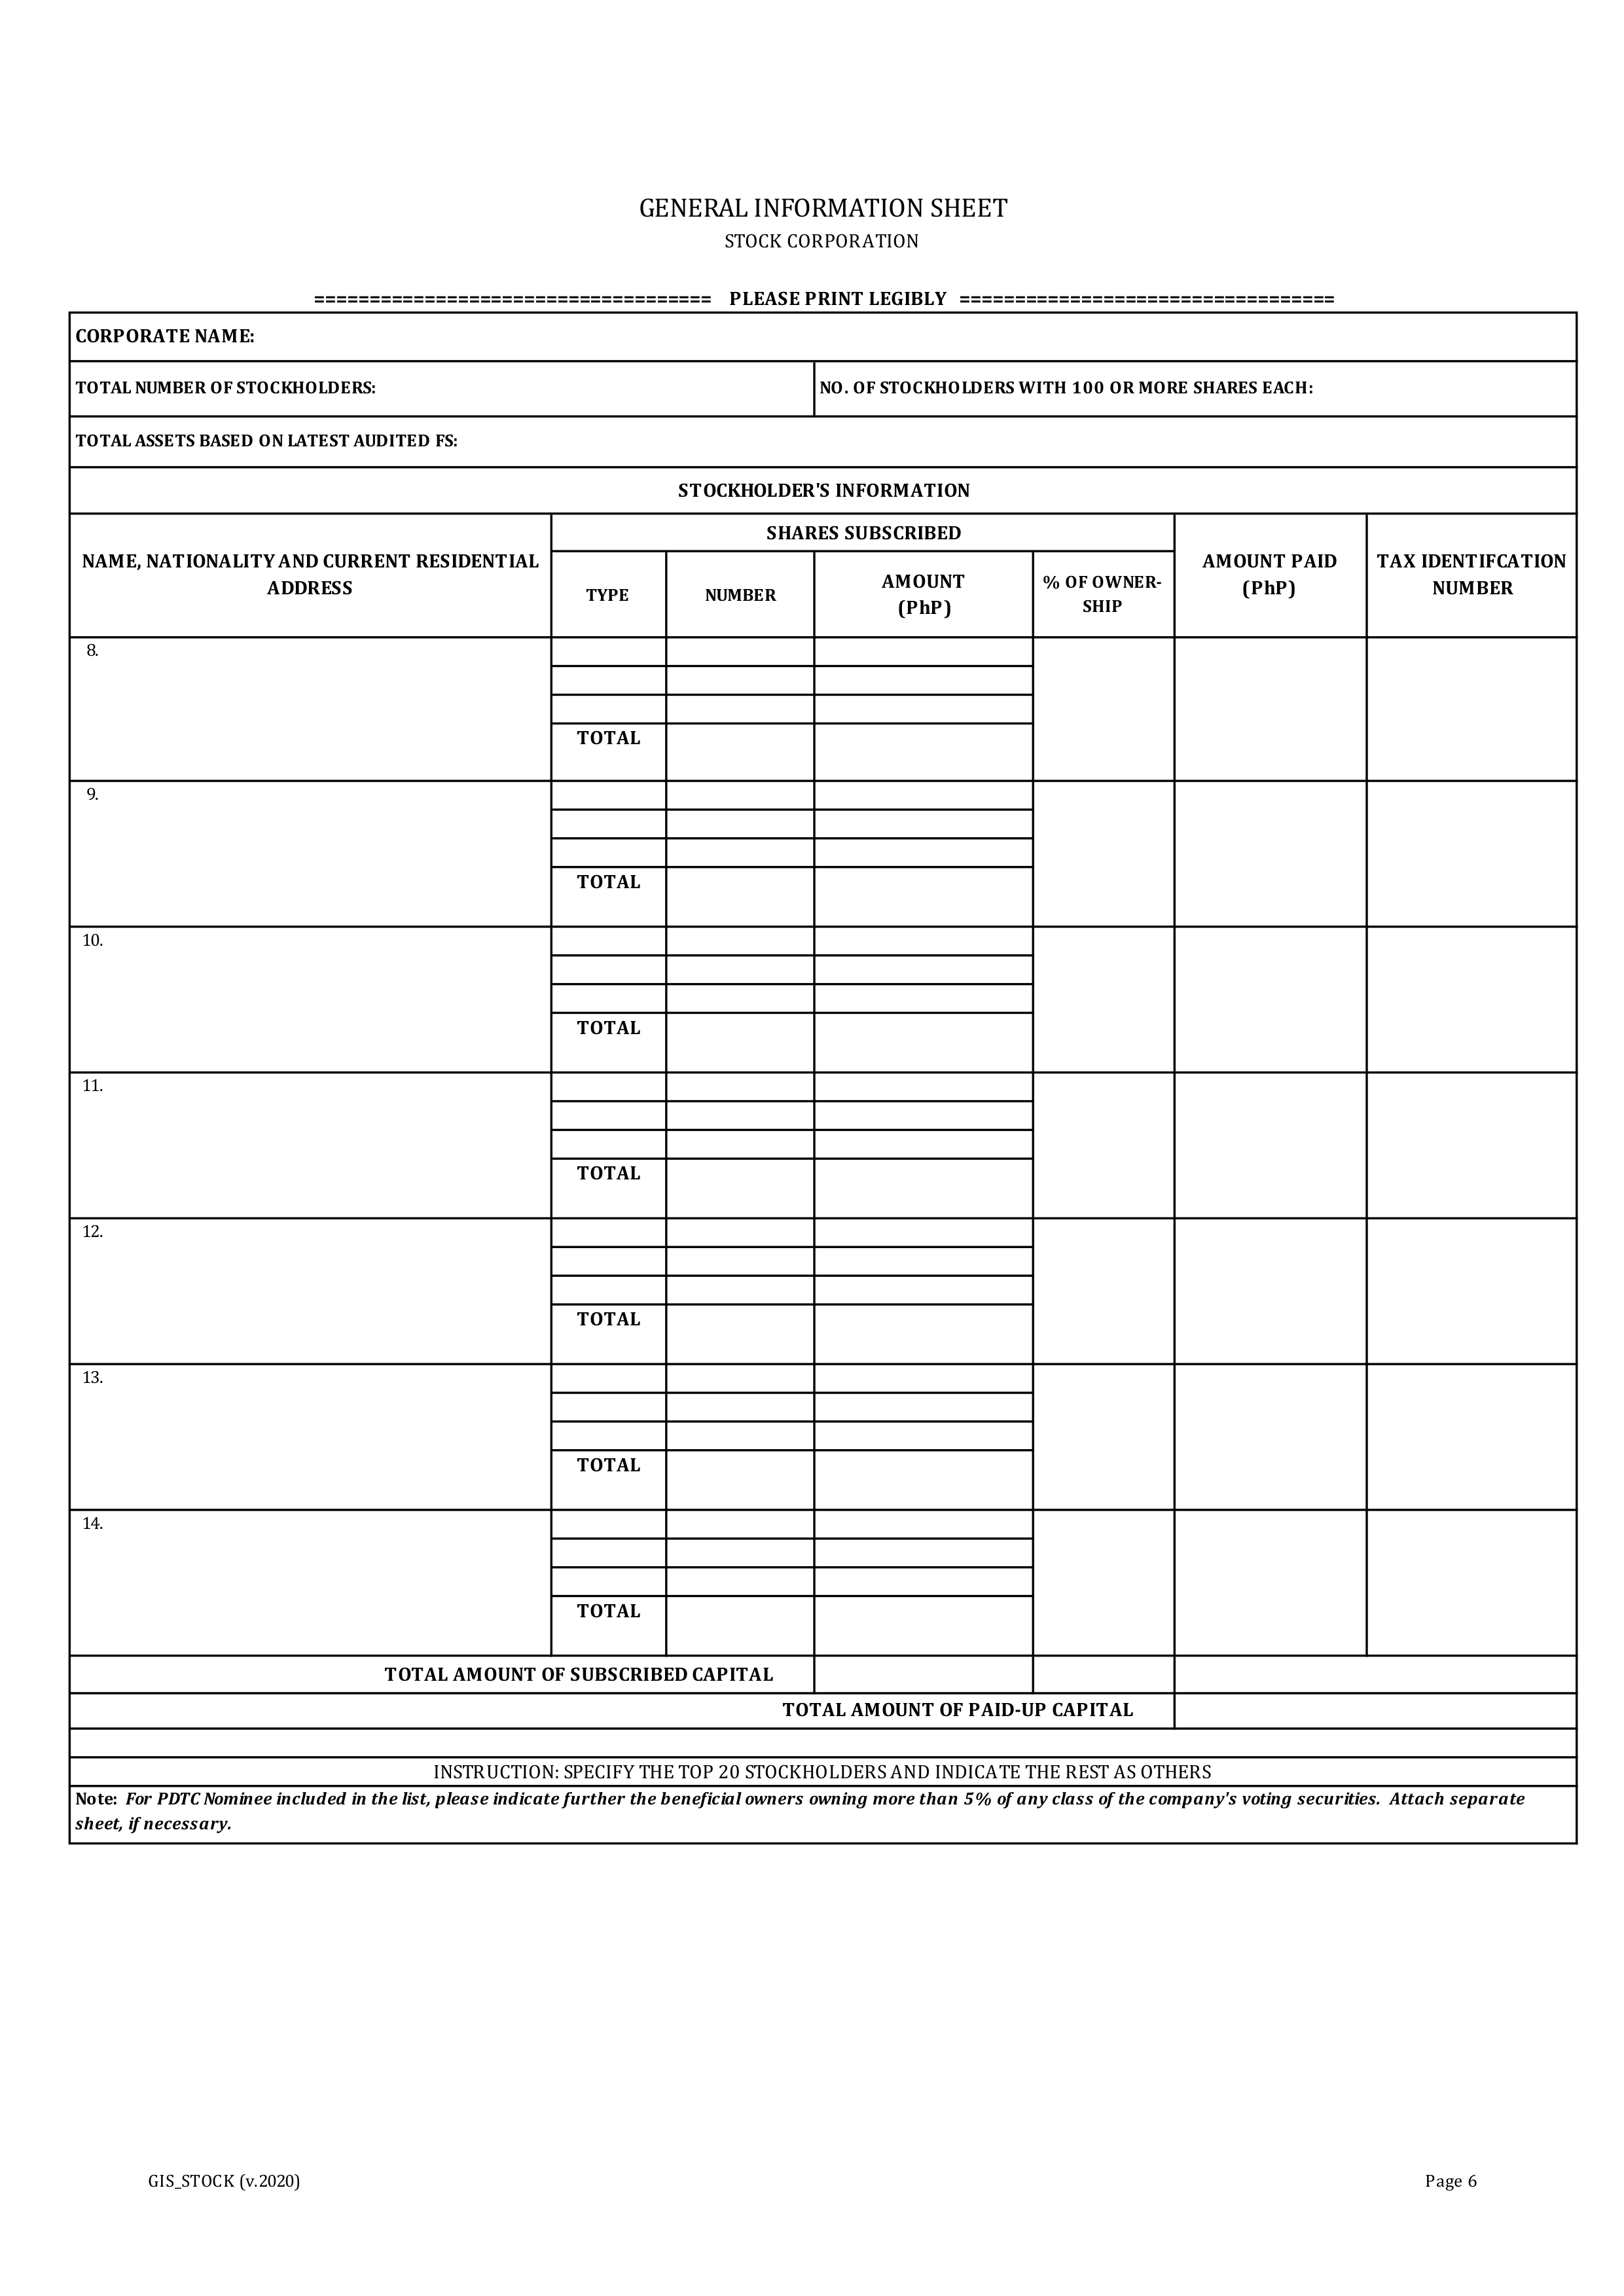 GENERAL INFORMATION SHEET
STOCK CORPORATION
==================================== PLEASE PRINT LEGIBLY ==================================
CORPORATE NAME:
TOTAL NUMBER OF STOCKHOLDERS:
NO. OF STOCKHOLDERS WITH 100 OR MORE SHARES EACH:
TOTAL ASSETS BASED ON LATEST AUDITED FS:
STOCKHOLDER'S INFORMATION
NAME, NATIONALITY AND CURRENT RESIDENTIAL
ADDRESS
SHARES SUBSCRIBED
TYPE
NUMBER
AMOUNT
(PhP)
% OF OWNER-
SHIP
AMOUNT PAID
(PhP)
TAX IDENTIFCATION
NUMBER
8.
TOTAL
9.
TOTAL
10.
TOTAL
11.
TOTAL
12.
TOTAL
13.
TOTAL
14.
TOTAL
TOTAL AMOUNT OF SUBSCRIBED CAPITAL
TOTAL AMOUNT OF PAID-UP CAPITAL
INSTRUCTION: SPECIFY THE TOP 20 STOCKHOLDERS AND INDICATE THE REST AS OTHERS
Note: For PDTC Nominee included in the list, please indicate further the beneficial owners owning more than 5% of any class of the company's voting securities. Attach separate
sheet, if necessary.
GIS_STOCK (v.2020)
Page 6